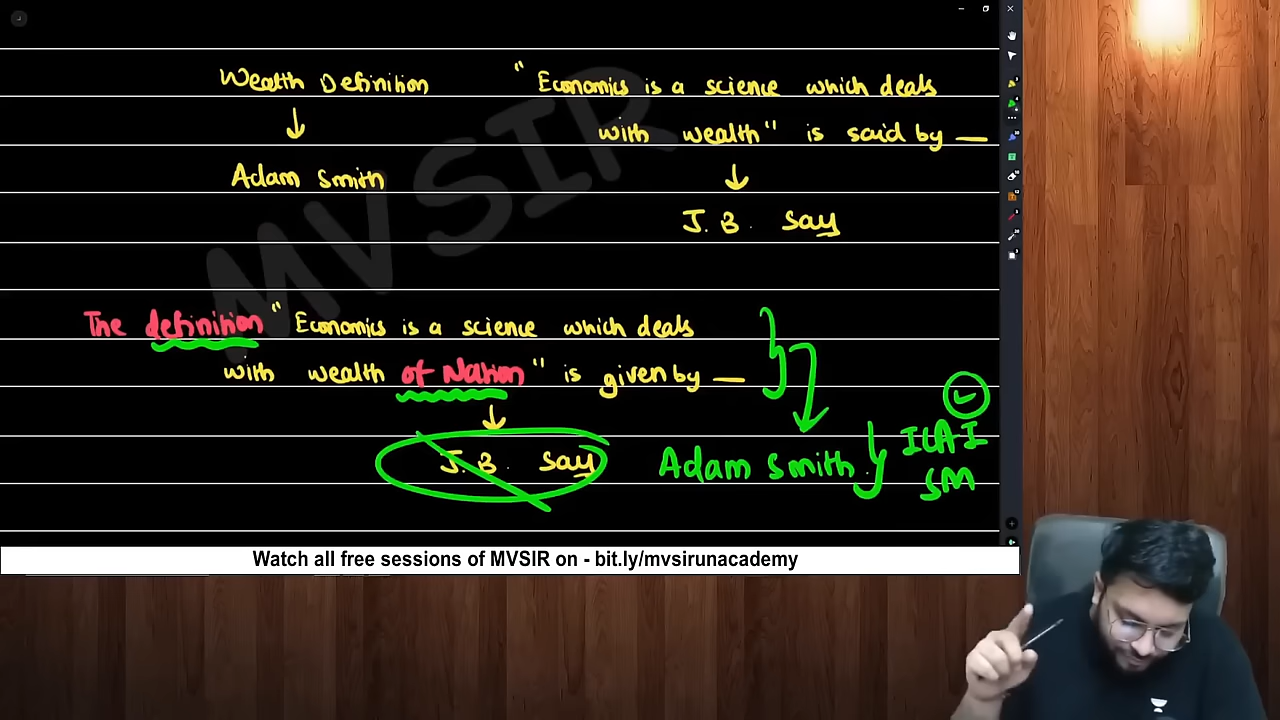 Wealth Definition
↓
Adam Smith
" Economics is a science which deals
with wealth " is said by —
↓
J. B. Say
The definition " Economics is a science which deals
with wealth of Nation " is given by —
↓
J. B. Say
Adam Smith
ICAI
SM
MVSIR
Watch all free sessions of MVSIR on - bit.ly/mvsirunacademy